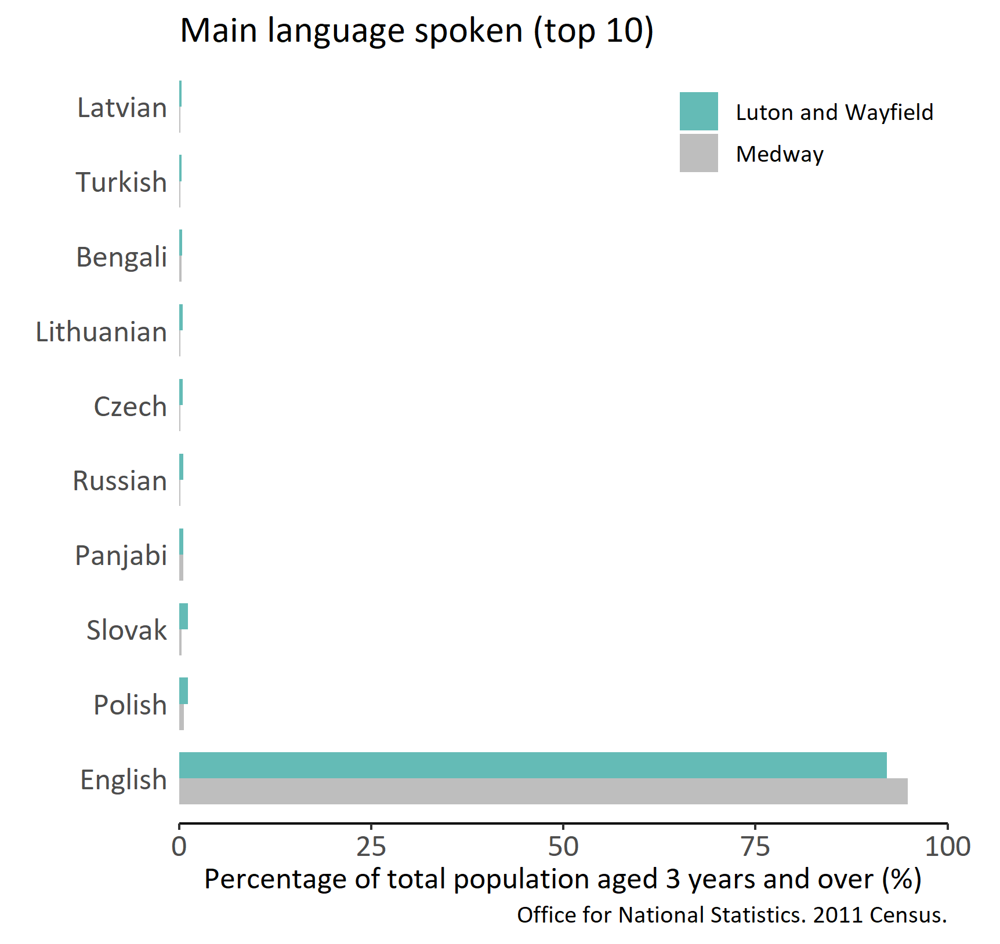 Main language spoken (top 10)
Luton and Wayfield
Medway
Latvian
Turkish
Bengali
Lithuanian
Czech
Russian
Panjabi
Slovak
Polish
English
0 25 50 75 100
Percentage of total population aged 3 years and over (%)
Office for National Statistics. 2011 Census.